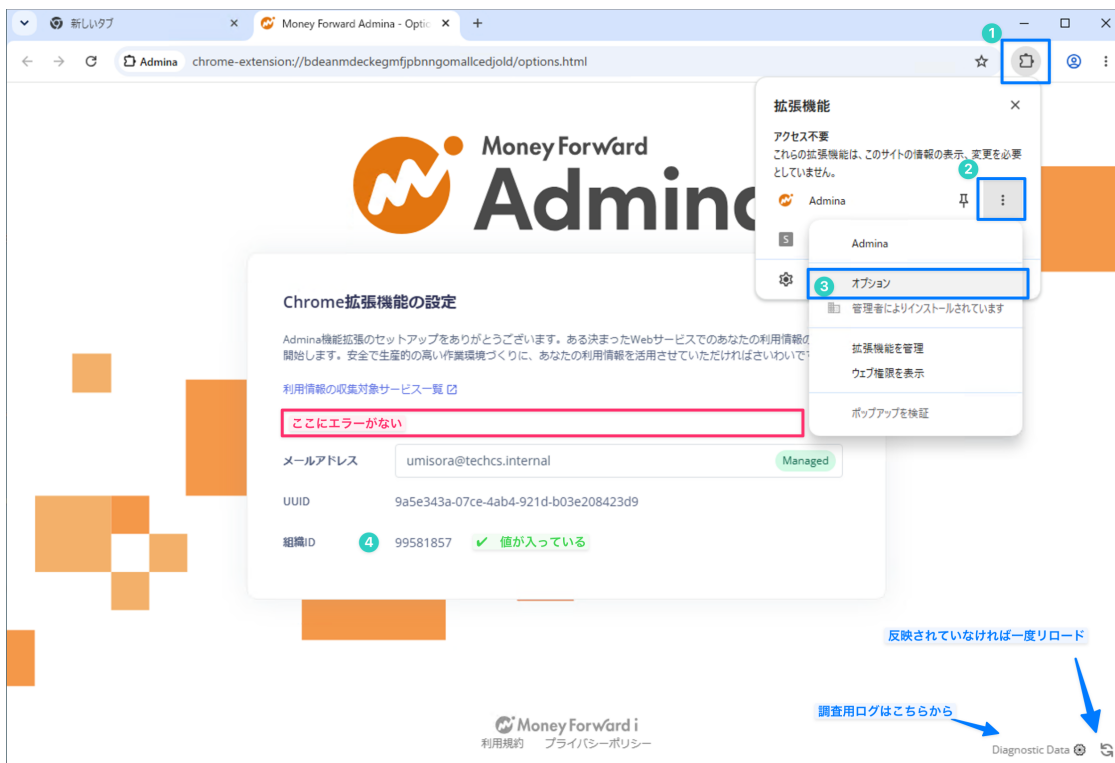 新しいタブ
Money Forward Admina - Optio
1
Admina
chrome-extension://bdeanmdeckegmfjpbnngomallcedjold/options.html
拡張機能
アクセス不要
これらの拡張機能は、このサイトの情報の表示、変更を必要
としていません。
2
Admina
S
Admina
3 オプション
管理者によりインストールされています
拡張機能を管理
ウェブ権限を表示
ポップアップを検証
Money Forward
Admina
Chrome拡張機能の設定
Admina機能拡張のセットアップをありがとうございます。ある決まったWebサービスでのあなたの利用情報の
開始します。安全で生産的の高い作業環境づくりに、あなたの利用情報を活用させていただければさいわいで
利用情報の収集対象サービス一覧
ここにエラーがない
メールアドレス umisora@techcs.internal Managed
UUID 9a5e343a-07ce-4ab4-921d-b03e208423d9
組織ID 4 99581857 ✔ 値が入っている
反映されていなければ一度リロード
調査用ログはこちらから
Money Forward i
利用規約 プライバシーポリシー
Diagnostic Data